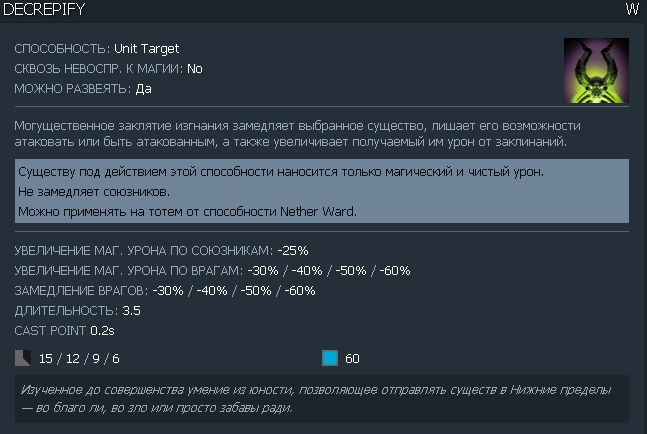 DECREPIFY W
СПОСОБНОСТЬ: Unit Target
СКВОЗЬ НЕВОСПР. К МАГИИ: No
МОЖНО РАЗВЕЯТЬ: Да
Могущественное заклятие изгнания замедляет выбранное существо, лишает его возможности
атаковать или быть атакованным, а также увеличивает получаемый им урон от заклинаний.
Существу под действием этой способности наносится только магический и чистый урон.
Не замедляет союзников.
Можно применять на тотем от способности Nether Ward.
УВЕЛИЧЕНИЕ МАГ. УРОНА ПО СОЮЗНИКАМ: -25%
УВЕЛИЧЕНИЕ МАГ. УРОНА ПО ВРАГАМ: -30% / -40% / -50% / -60%
ЗАМЕДЛЕНИЕ ВРАГОВ: -30% / -40% / -50% / -60%
ДЛИТЕЛЬНОСТЬ: 3.5
CAST POINT 0.2s
15 / 12 / 9 / 6 60
Изученное до совершенства умение из юности, позволяющее отправлять существ в Нижние пределы
— во благо ли, во зло или просто забавы ради.